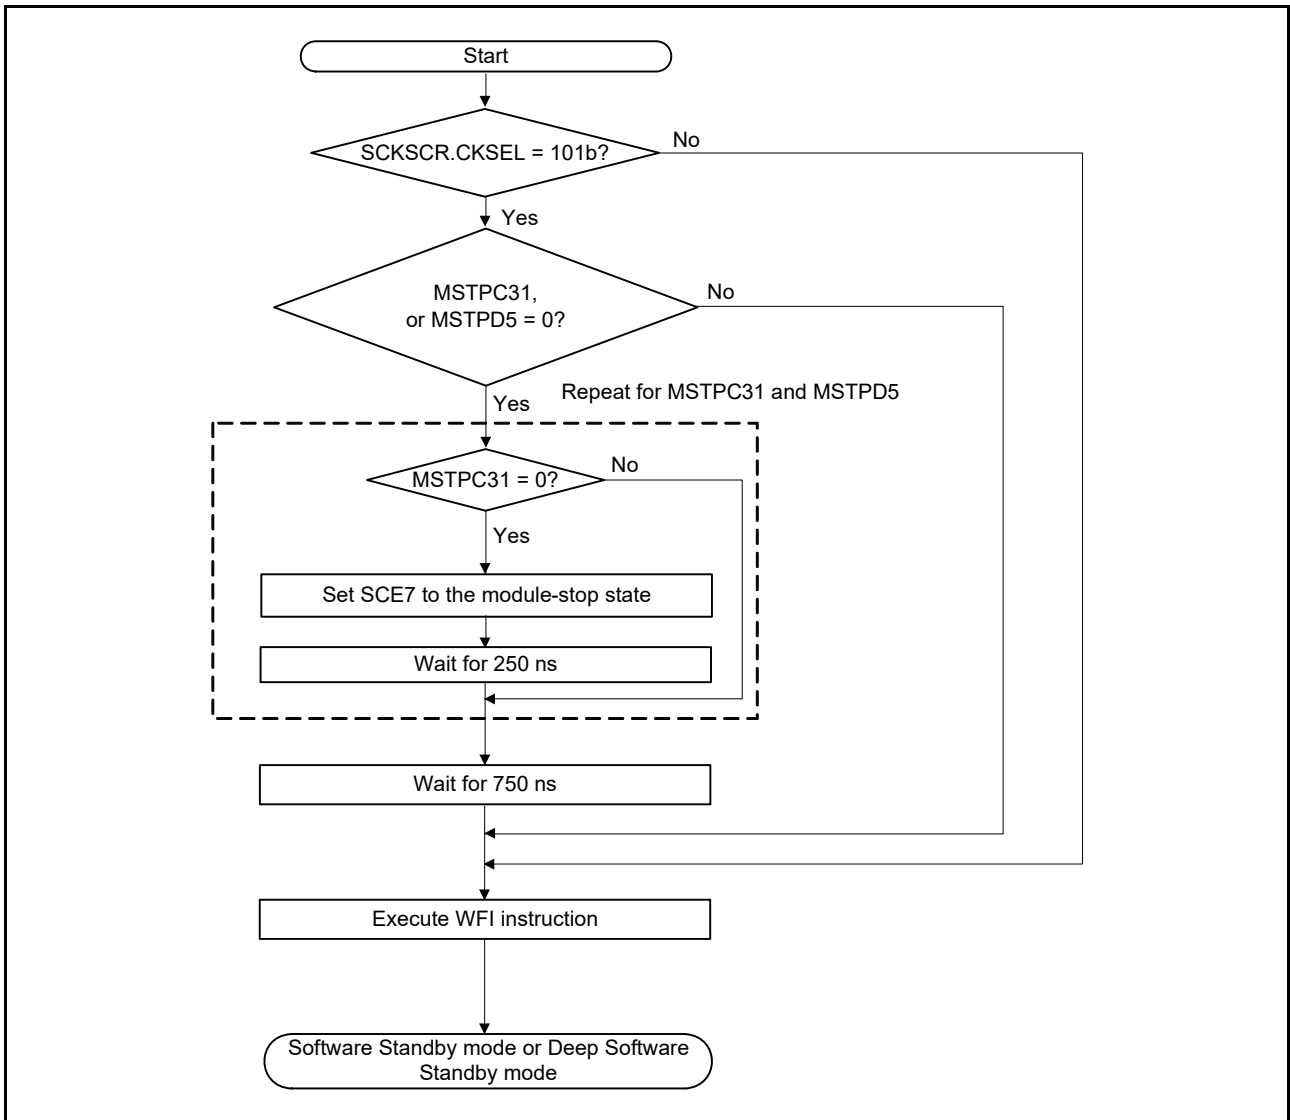 Start
SCKSCR.CKSEL = 101b?
No
Yes
MSTPC31,
or MSTPD5 = 0?
No
Yes
Repeat for MSTPC31 and MSTPD5
MSTPC31 = 0?
No
Yes
Set SCE7 to the module-stop state
Wait for 250 ns
Wait for 750 ns
Execute WFI instruction
Software Standby mode or Deep Software
Standby mode